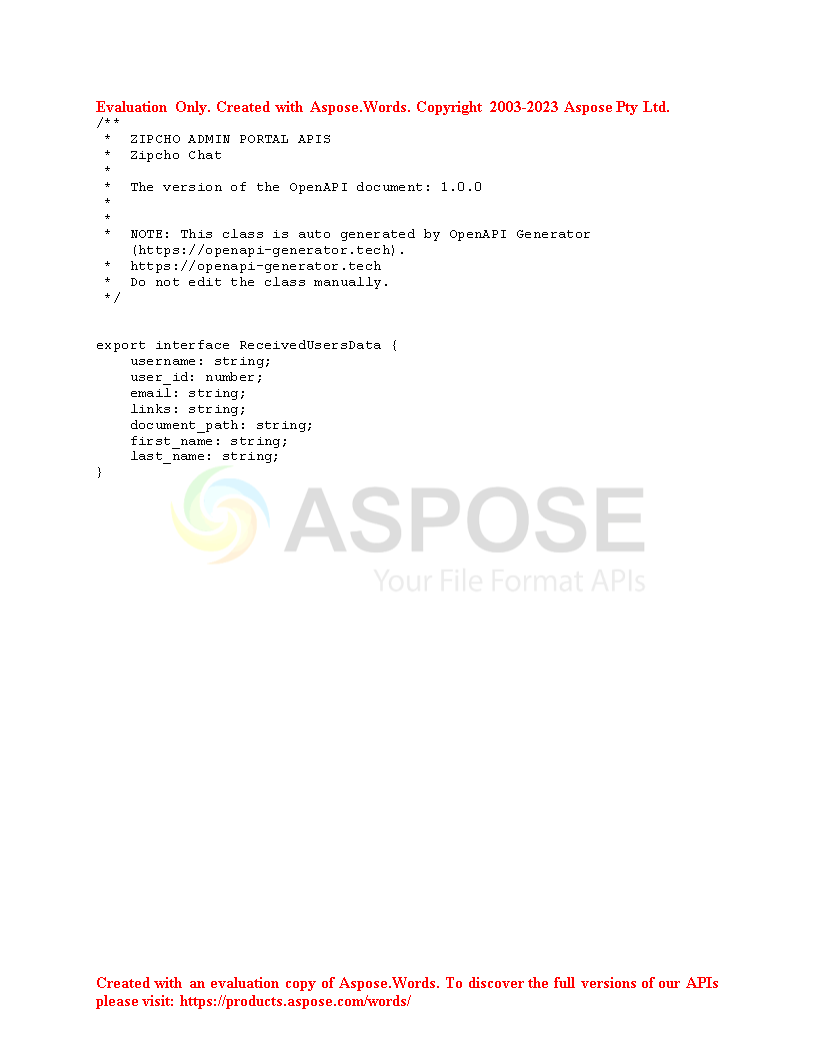 Evaluation Only. Created with Aspose.Words. Copyright 2003-2023 Aspose Pty Ltd.
/**
 *  ZIPCHO ADMIN PORTAL APIS
 *  Zipcho Chat
 *
 *  The version of the OpenAPI document: 1.0.0
 *
 *
 *  NOTE: This class is auto generated by OpenAPI Generator
    (https://openapi-generator.tech).
 *  https://openapi-generator.tech
 *  Do not edit the class manually.
 */
export interface ReceivedUsersData {
    username: string;
    user_id: number;
    email: string;
    links: string;
    document_path: string;
    first_name: string;
    last_name: string;
}
ASPOSE
Your File Format APIs
Created with an evaluation copy of Aspose.Words. To discover the full versions of our APIs
please visit: https://products.aspose.com/words/